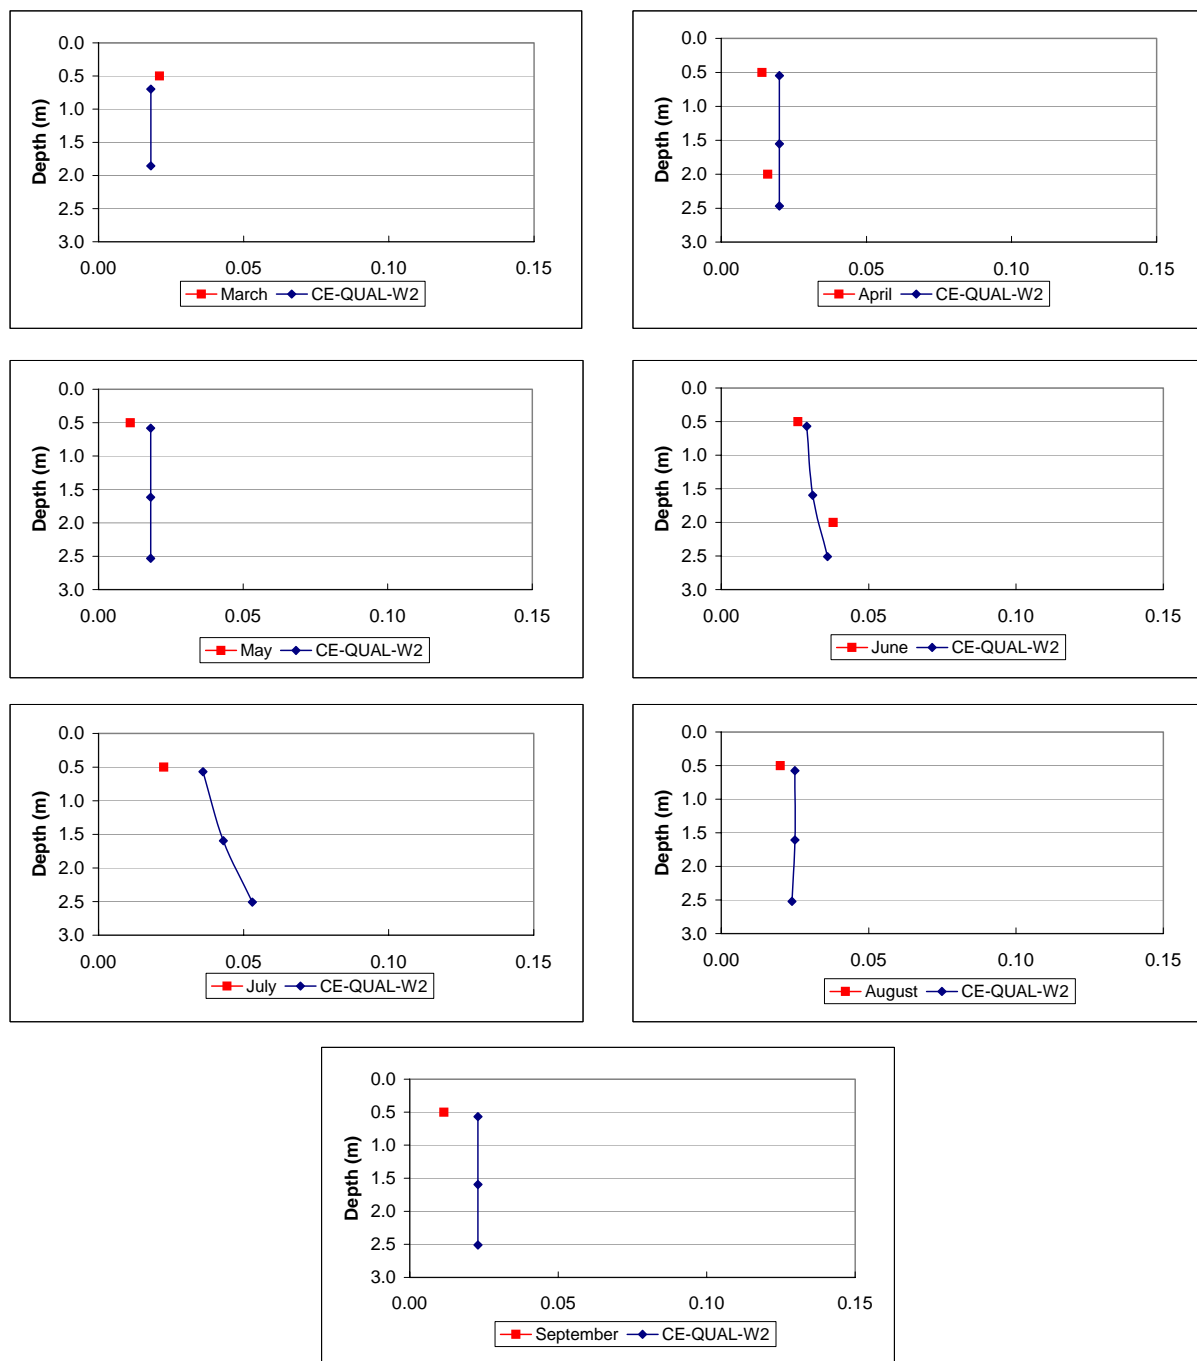 0.0
0.5
1.0
1.5
2.0
2.5
3.0
Depth (m)
0.00 0.05 0.10 0.15
March CE-QUAL-W2
0.0
0.5
1.0
1.5
2.0
2.5
3.0
Depth (m)
0.00 0.05 0.10 0.15
April CE-QUAL-W2
0.0
0.5
1.0
1.5
2.0
2.5
3.0
Depth (m)
0.00 0.05 0.10 0.15
May CE-QUAL-W2
0.0
0.5
1.0
1.5
2.0
2.5
3.0
Depth (m)
0.00 0.05 0.10 0.15
June CE-QUAL-W2
0.0
0.5
1.0
1.5
2.0
2.5
3.0
Depth (m)
0.00 0.05 0.10 0.15
July CE-QUAL-W2
0.0
0.5
1.0
1.5
2.0
2.5
3.0
Depth (m)
0.00 0.05 0.10 0.15
August CE-QUAL-W2
0.0
0.5
1.0
1.5
2.0
2.5
3.0
Depth (m)
0.00 0.05 0.10 0.15
September CE-QUAL-W2